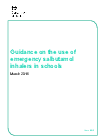 Guidance on the use of
emergency salbutamol
inhalers in schools
March 2015